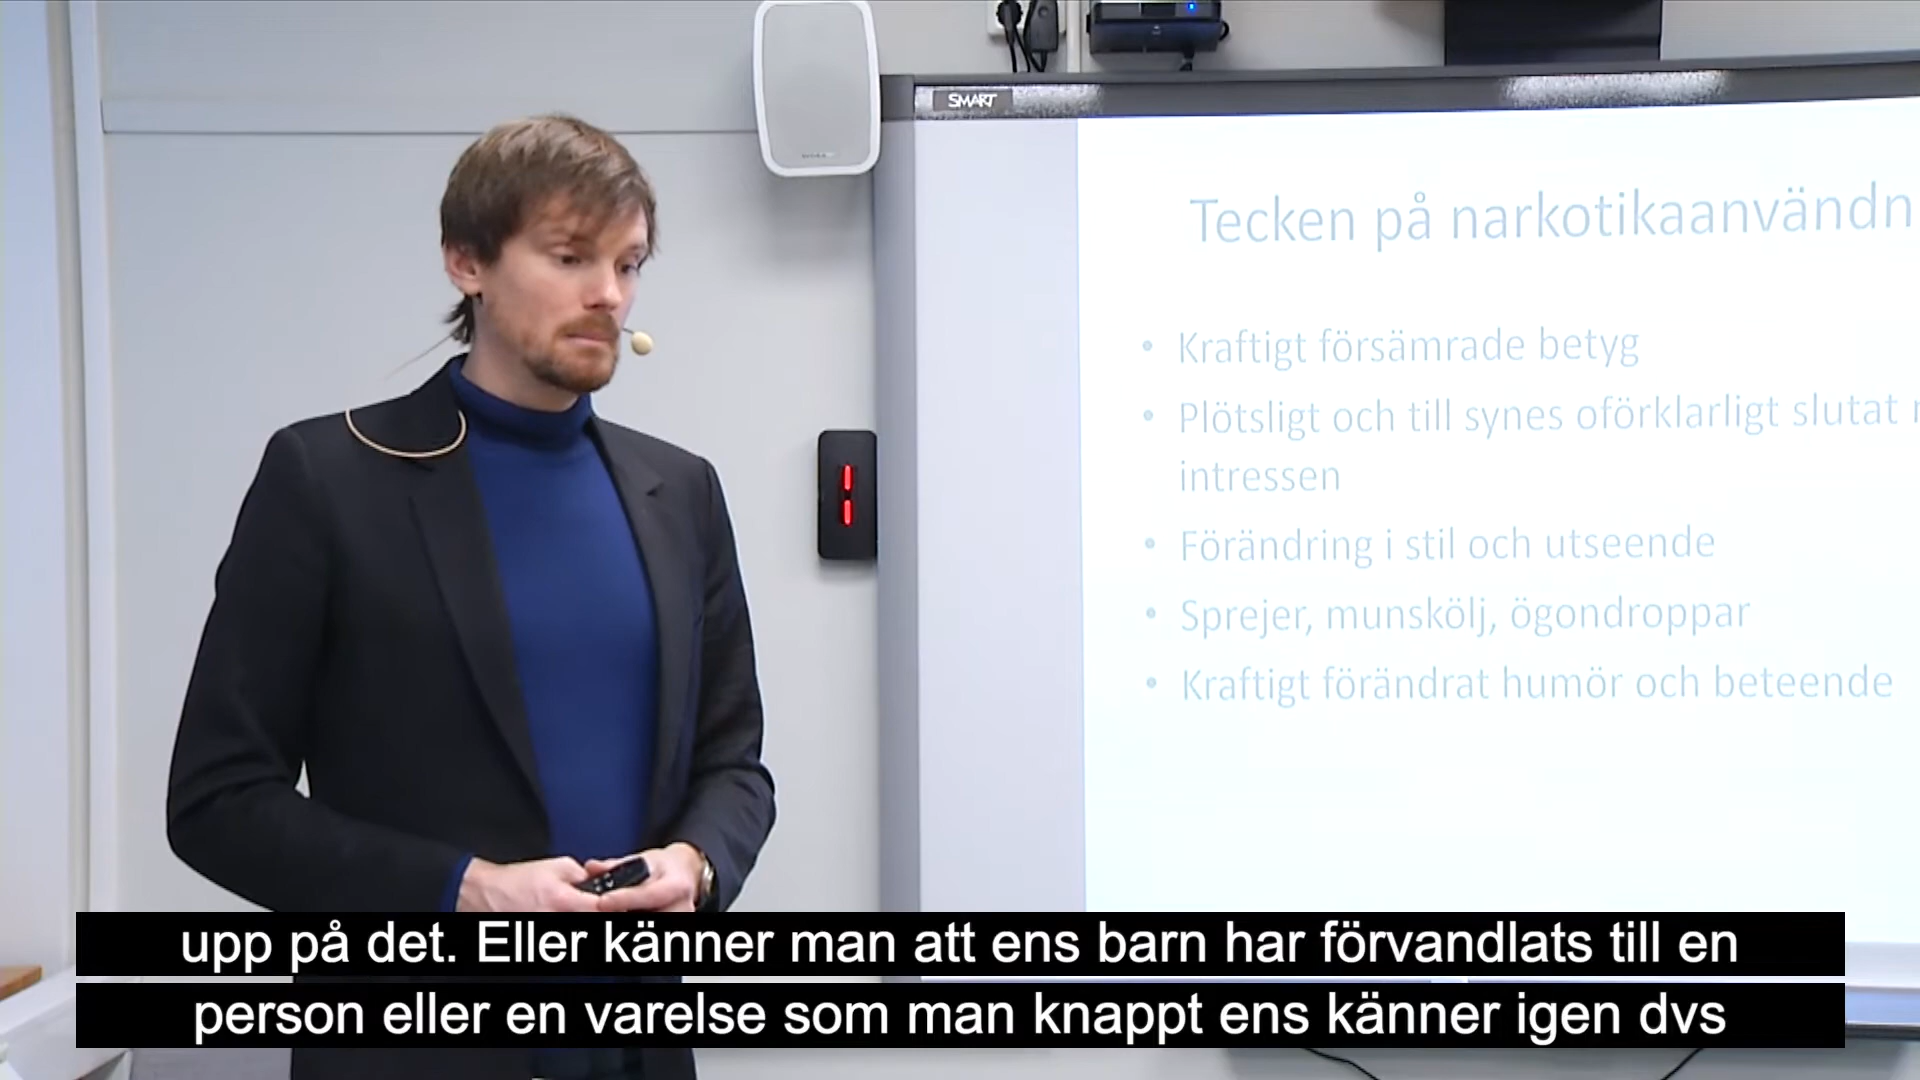 SMART
Tecken på narkotikaanvändn
• Kraftigt försämrade betyg
• Plötsligt och till synes oförklarligt slutat
intressen
• Förändring i stil och utseende
• Sprejer, munskölj, ögondroppar
• Kraftigt förändrat humör och beteende
upp på det. Eller känner man att ens barn har förvandlats till en
person eller en varelse som man knappt ens känner igen dvs